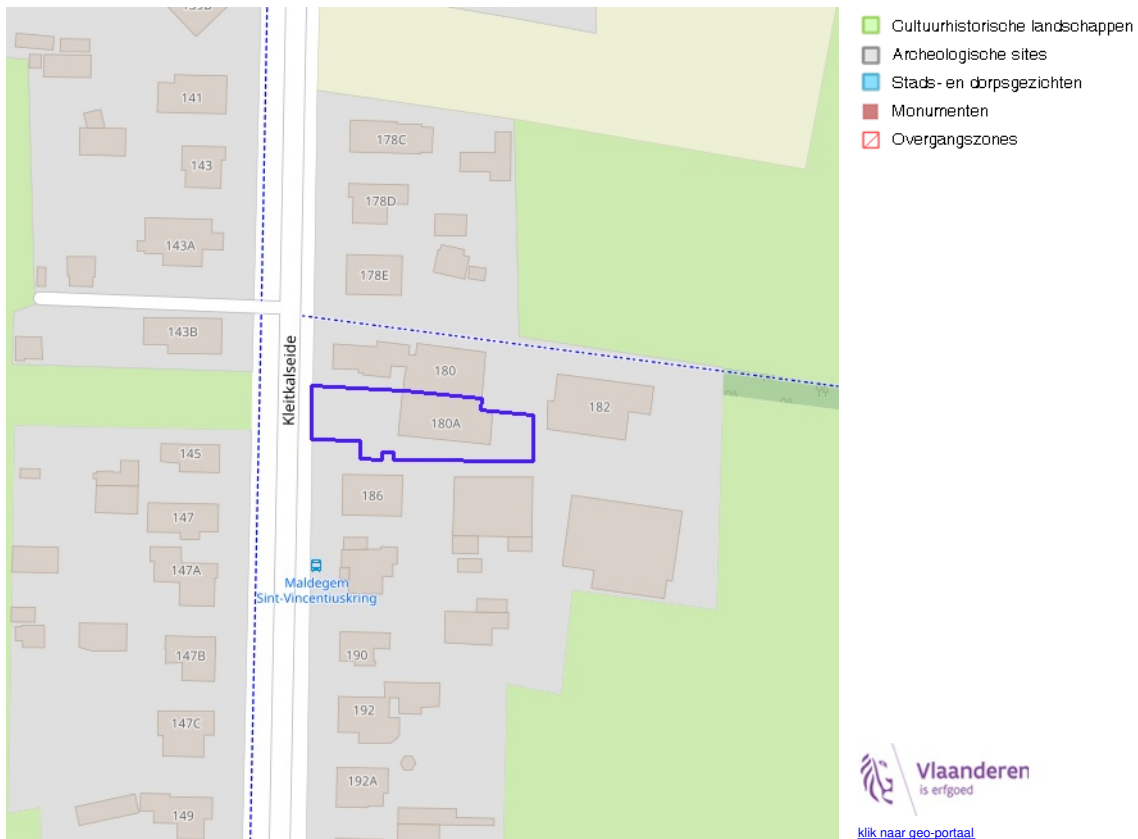 139B
141
143
143A
143B
145
147
147A
147B
147C
149
Kleitkalseide
178C
178D
178E
180
180A
182
186
Maldegem
Sint-Vincentiuskring
190
192
192A
Cultuurhistorische landschappen
Archeologische sites
Stads- en dorpsgezichten
Monumenten
Overgangszones
Vlaanderen
is erfgoed
klik naar geo-portaal